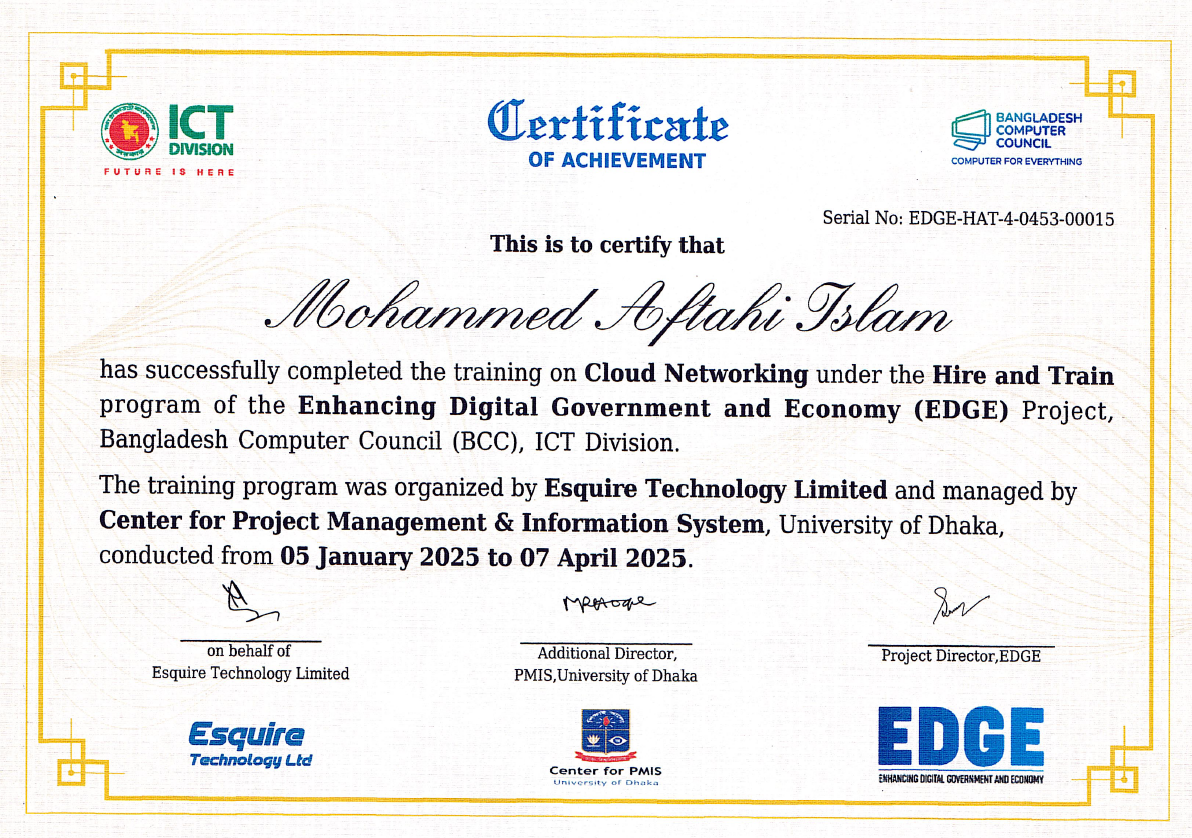 ICT
DIVISION
FUTURE IS HERE
Certificate
OF ACHIEVEMENT
BANGLADESH
COMPUTER
COUNCIL
COMPUTER FOR EVERYTHING
Serial No: EDGE-HAT-4-0453-00015
This is to certify that
Mohammed Aftahi Islam
has successfully completed the training on Cloud Networking under the Hire and Train
program of the Enhancing Digital Government and Economy (EDGE) Project,
Bangladesh Computer Council (BCC), ICT Division.
The training program was organized by Esquire Technology Limited and managed by
Center for Project Management & Information System, University of Dhaka,
conducted from 05 January 2025 to 07 April 2025.
on behalf of
Esquire Technology Limited
Additional Director,
PMIS,University of Dhaka
Project Director,EDGE
Esquire
Technology Ltd
Center for PMIS
University of Dhaka
EDGE
ENHANCING DIGITAL GOVERNMENT AND ECONOMY